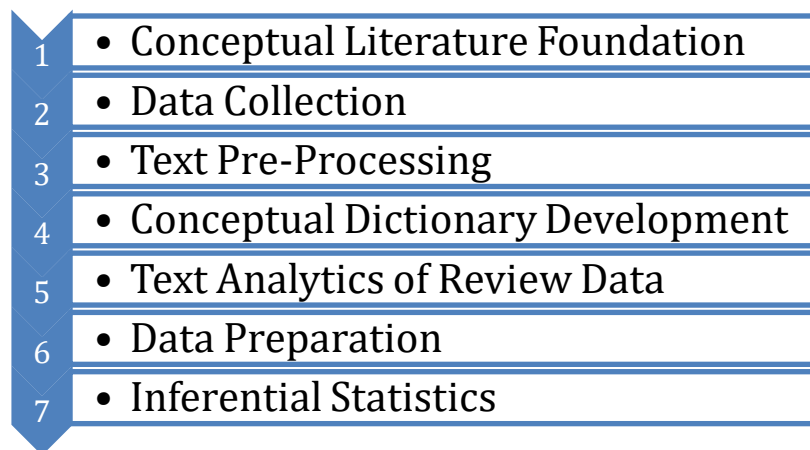 1 • Conceptual Literature Foundation
2 • Data Collection
3 • Text Pre-Processing
4 • Conceptual Dictionary Development
5 • Text Analytics of Review Data
6 • Data Preparation
7 • Inferential Statistics